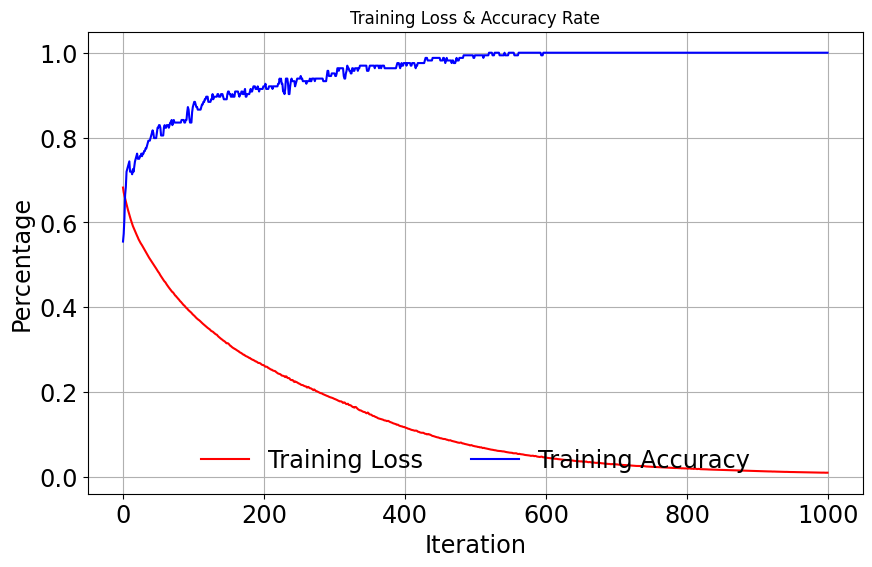 Training Loss & Accuracy Rate
1.0
0.8
0.6
0.4
0.2
0.0
Percentage
Training Loss
Training Accuracy
0 200 400 600 800 1000
Iteration